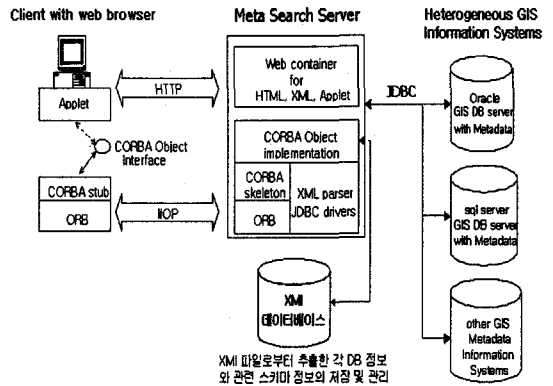 Client with web browser
Meta Search Server
Heterogeneous GIS
Information Systems
Applet
HTTP
Web container
for
HTML, XML, Applet
JDBC
Oracle
GIS DB server
with Metadata
CORBA Object
Interface
CORBA Object
implementation
CORBA
skeleton
ORB
XML parser
JDBC drivers
CORBA stub
ORB
IIOP
sql server
GIS DB server
with Metadata
XMI
데이터베이스
other GIS
Metadata
Information
Systems
XMI 파일로부터 추출한 각 DB 정보
와 관련 스키마 정보의 저장 및 관리